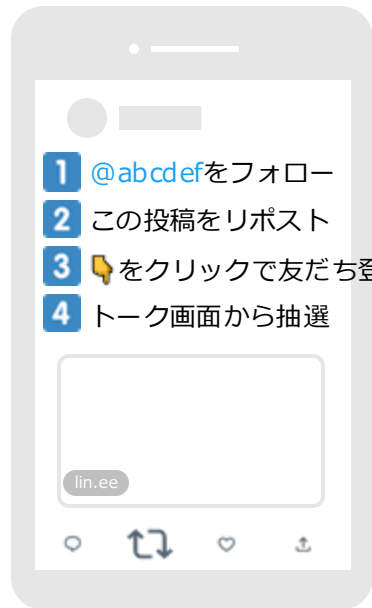 1 @abcdefをフォロー
2 この投稿をリポスト
3 👇をクリックで友だち登
4 トーク画面から抽選
lin.ee